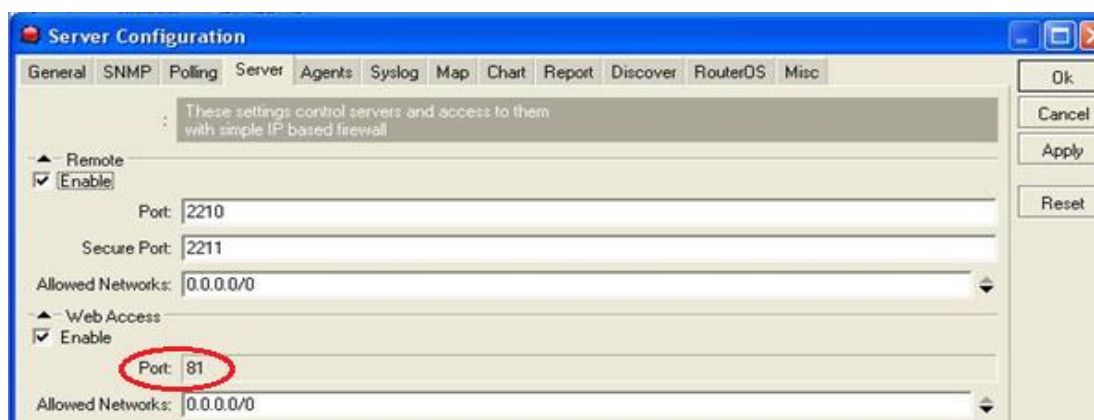 Server Configuration
General SNMP Polling Server Agents Syslog Map Chart Report Discover RouterOS Misc
Ok
These settings control servers and access to them
with simple IP based firewall
:
Cancel
Remote
Apply
Enable
Port: 2210
Reset
Secure Port: 2211
Allowed Networks: 0.0.0.0/0
Web Access
Enable
Port: 81
Allowed Networks: 0.0.0.0/0